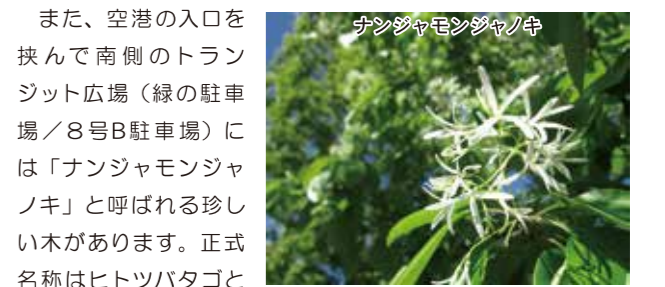 また、空港の入口を
挟んで南側のトラン
ジット広場（緑の駐車
場／８号B駐車場）に
は「ナンジャモンジャ
ノキ」と呼ばれる珍し
い木があります。正式
名称はヒトツバタゴと
ナンジャモンジャノキ